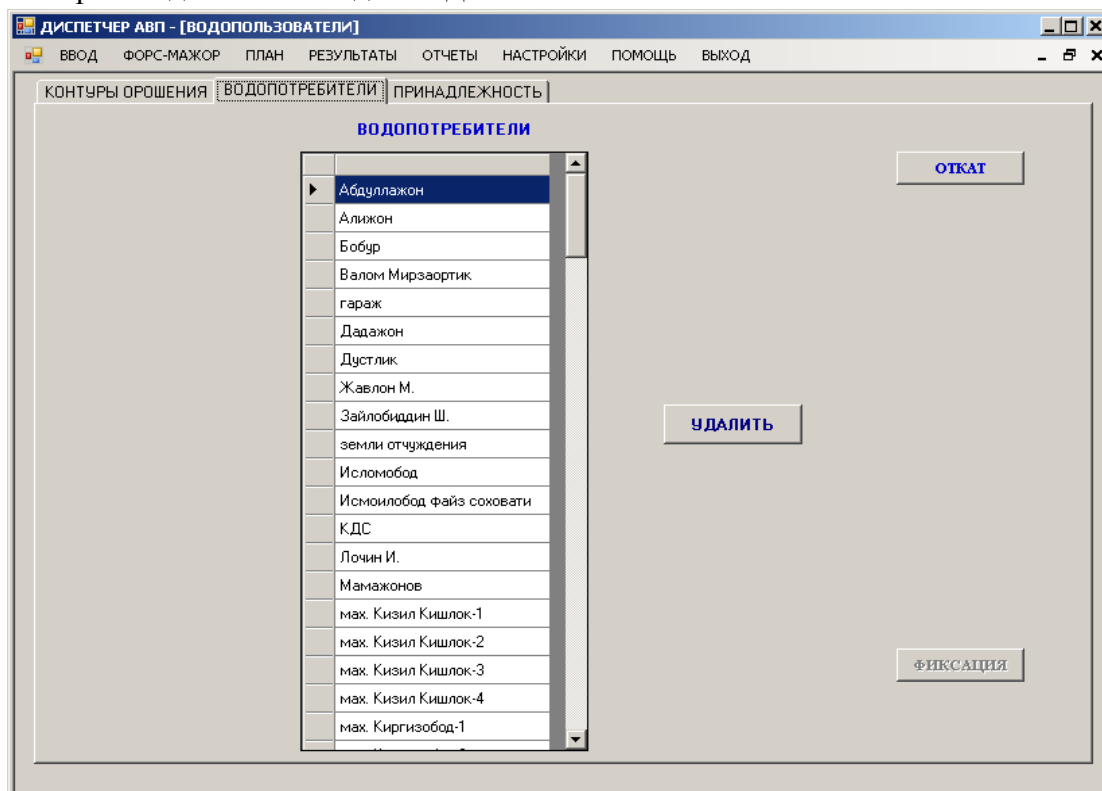 ДИСПЕТЧЕР АВП - [ВОДОПОЛЬЗОВАТЕЛИ]
ВВОД ФОРС-МАЖОР ПЛАН РЕЗУЛЬТАТЫ ОТЧЕТЫ НАСТРОЙКИ ПОМОЩЬ ВЫХОД
КОНТУРЫ ОРОШЕНИЯ ВОДОПОТРЕБИТЕЛИ ПРИНАДЛЕЖНОСТЬ
ВОДОПОТРЕБИТЕЛИ
ОТКАТ
Абдуллажон
Алижон
Бобур
Валом Мирзаортик
гараж
Дадажон
Дустлик
Жавлон М.
Зайлобиддин Ш.
УДАЛИТЬ
земли отчуждения
Исломобод
Исмоилобод файз соховати
КДС
Лочин И.
Мамажонов
мах. Кизил Кишлок-1
мах. Кизил Кишлок-2
мах. Кизил Кишлок-3
ФИКСАЦИЯ
мах. Кизил Кишлок-4
мах. Киргизобод-1